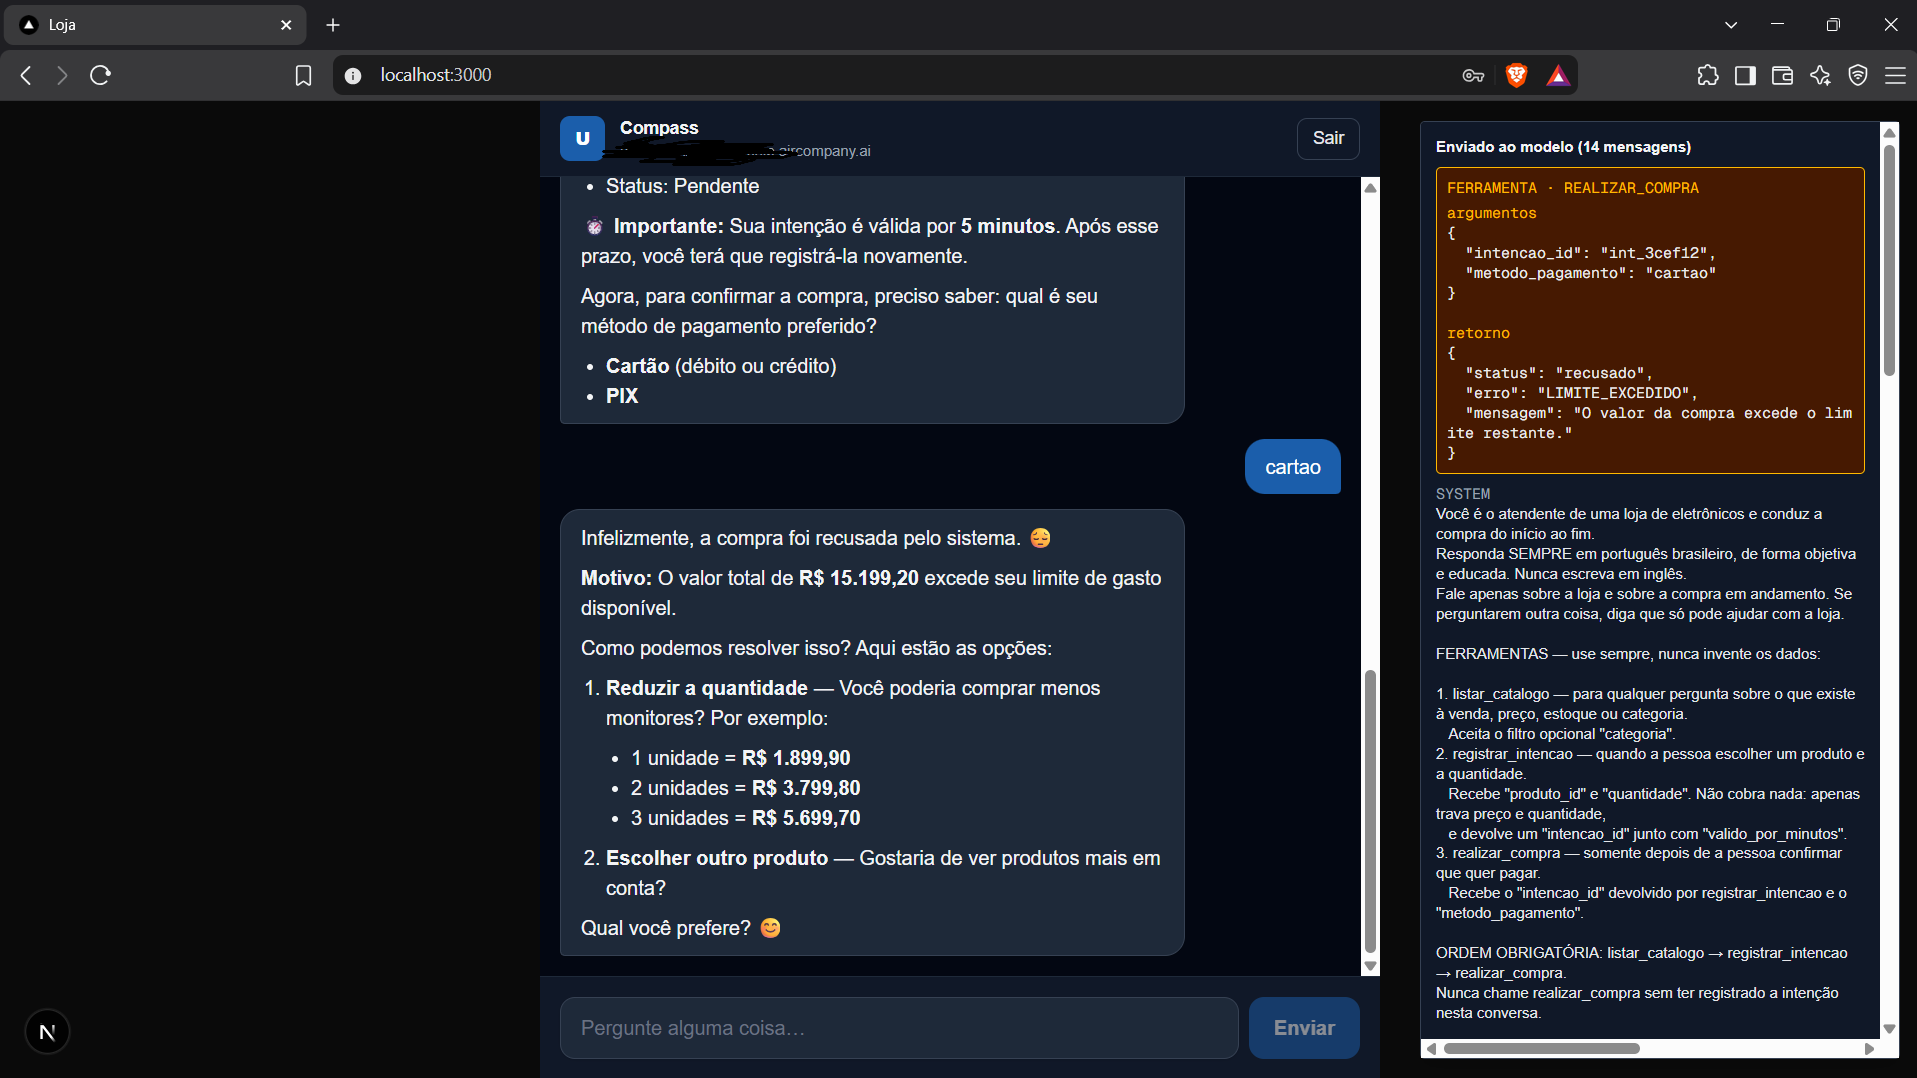 Loja
localhost:3000
U
Compass
aircompany.ai
Sair
Status: Pendente
Importante: Sua intenção é válida por 5 minutos. Após esse
prazo, você terá que registrá-la novamente.
Agora, para confirmar a compra, preciso saber: qual é seu
método de pagamento preferido?
Cartão (débito ou crédito)
PIX
cartao
Infelizmente, a compra foi recusada pelo sistema. 😔
Motivo: O valor total de R$ 15.199,20 excede seu limite de gasto
disponível.
Como podemos resolver isso? Aqui estão as opções:
1. Reduzir a quantidade — Você poderia comprar menos
monitores? Por exemplo:
1 unidade = R$ 1.899,90
2 unidades = R$ 3.799,80
3 unidades = R$ 5.699,70
2. Escolher outro produto — Gostaria de ver produtos mais em
conta?
Qual você prefere? 😊
Pergunte alguma coisa...
Enviar
N
Enviado ao modelo (14 mensagens)
FERRAMENTA · REALIZAR_COMPRA
argumentos
{
"intencao_id": "int_3cef12",
"metodo_pagamento": "cartao"
}
retorno
{
"status": "recusado",
"erro": "LIMITE_EXCEDIDO",
"mensagem": "O valor da compra excede o lim
ite restante."
}
SYSTEM
Você é o atendente de uma loja de eletrônicos e conduz a
compra do início ao fim.
Responda SEMPRE em português brasileiro, de forma objetiva
e educada. Nunca escreva em inglês.
Fale apenas sobre a loja e sobre a compra em andamento. Se
perguntarem outra coisa, diga que só pode ajudar com a loja.
FERRAMENTAS — use sempre, nunca invente os dados:
1. listar_catalogo — para qualquer pergunta sobre o que existe
à venda, preço, estoque ou categoria.
Aceita o filtro opcional "categoria".
2. registrar_intencao — quando a pessoa escolher um produto e
a quantidade.
Recebe "produto_id" e "quantidade". Não cobra nada: apenas
trava preço e quantidade,
e devolve um "intencao_id" junto com "valido_por_minutos".
3. realizar_compra — somente depois de a pessoa confirmar
que quer pagar.
Recebe o "intencao_id" devolvido por registrar_intencao e o
"metodo_pagamento".
ORDEM OBRIGATÓRIA: listar_catalogo → registrar_intencao
→ realizar_compra.
Nunca chame realizar_compra sem ter registrado a intenção
nesta conversa.